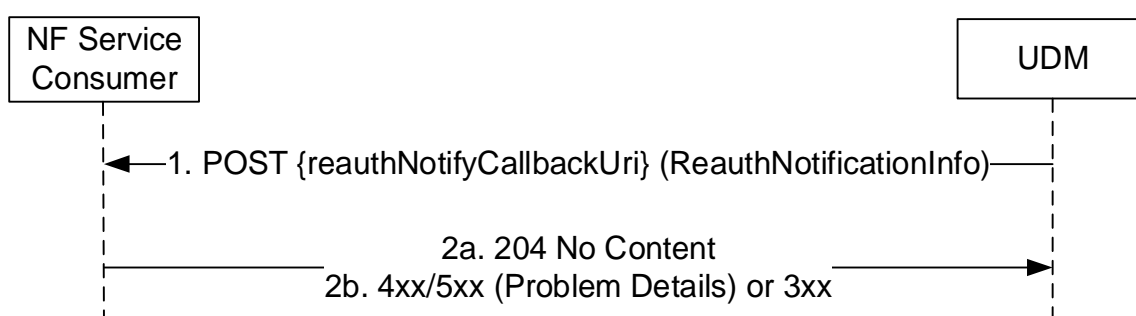 NF Service
Consumer
UDM
1. POST {reauthNotifyCallbackUri} (ReauthNotificationInfo)
2a. 204 No Content
2b. 4xx/5xx (Problem Details) or 3xx